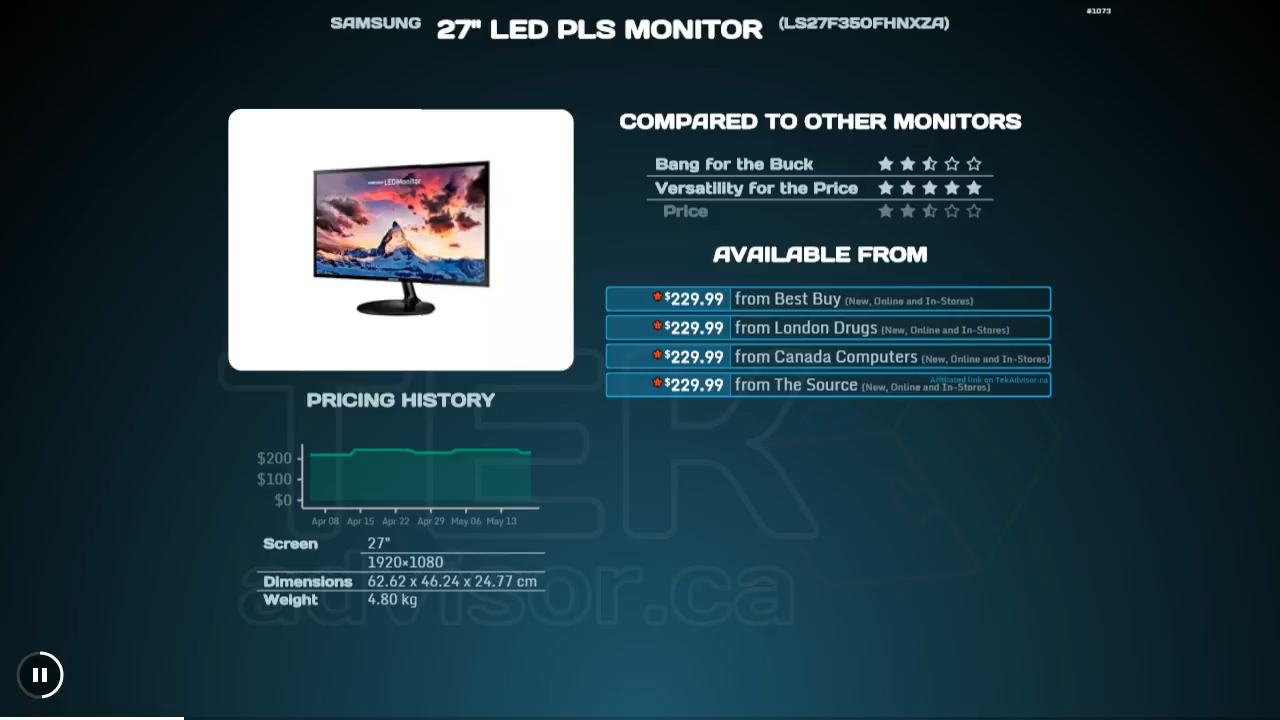 #1073
SAMSUNG 27" LED PLS MONITOR (LS27F350FHNXZA)
LEDMonitor
COMPARED TO OTHER MONITORS
Bang for the Buck
Versatility for the Price
Price
AVAILABLE FROM
$229.99 from Best Buy (New, Online and In-Stores)
$229.99 from London Drugs (New, Online and In-Stores)
$229.99 from Canada Computers (New, Online and In-Stores)
Affiliated link on TekAdvisor.ca
$229.99 from The Source (New, Online and In-Stores)
PRICING HISTORY
$200
$100
$0
Apr 08 Apr 15 Apr 22 Apr 29 May 06 May 13
Screen 27"
1920×1080
Dimensions 62.62 x 46.24 x 24.77 cm
Weight 4.80 kg
TEK
advisor.ca